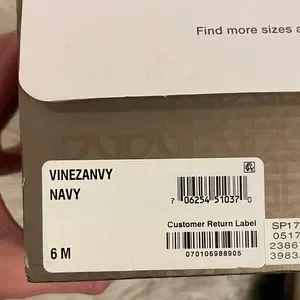 Find more sizes a
VINEZANVY
NAVY
7 06254 51037 0
Customer Return Label
6 M
070106988905
SP17
0517
2386
3983